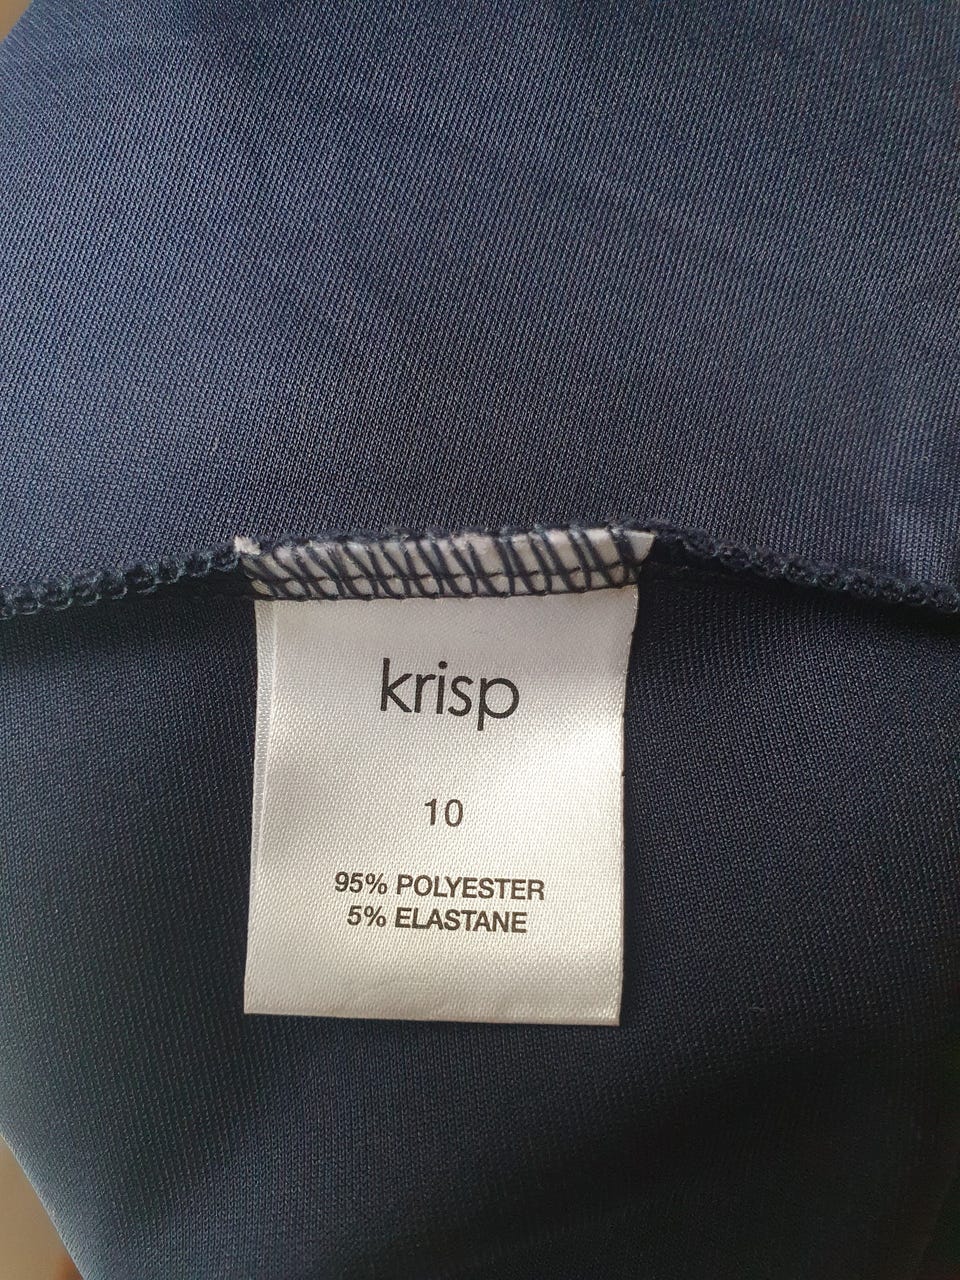 krisp
10
95% POLYESTER
5% ELASTANE